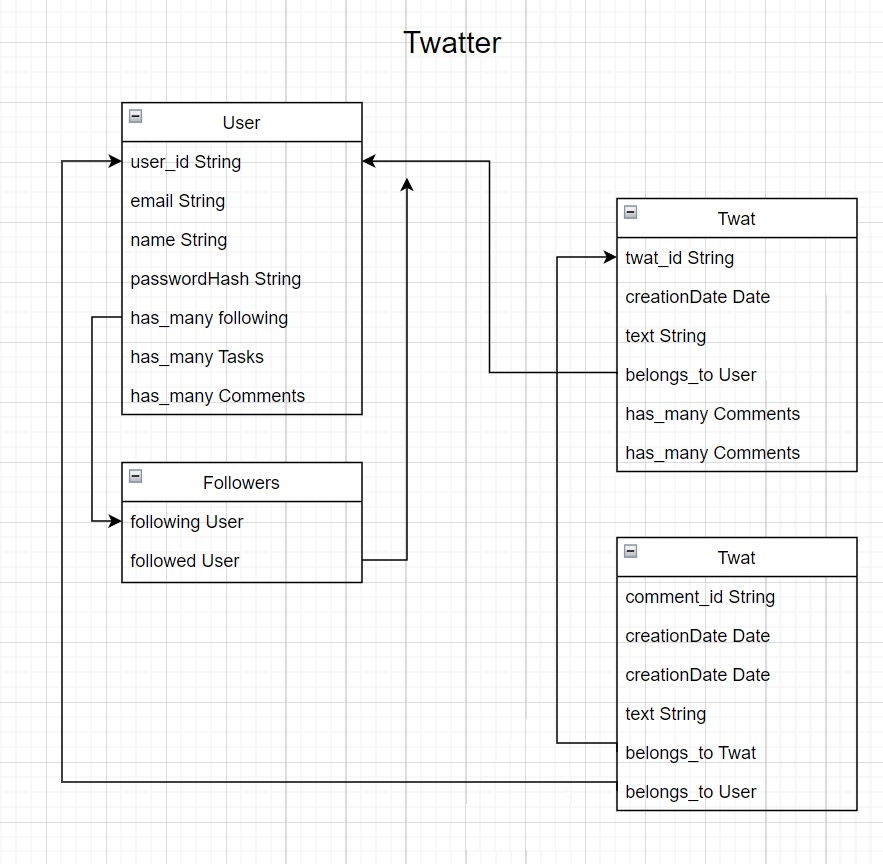 Twatter
User
user_id String
email String
name String
passwordHash String
has_many following
has_many Tasks
has_many Comments
Followers
following User
followed User
Twat
twat_id String
creationDate Date
text String
belongs_to User
has_many Comments
has_many Comments
Twat
comment_id String
creationDate Date
creationDate Date
text String
belongs_to Twat
belongs_to User